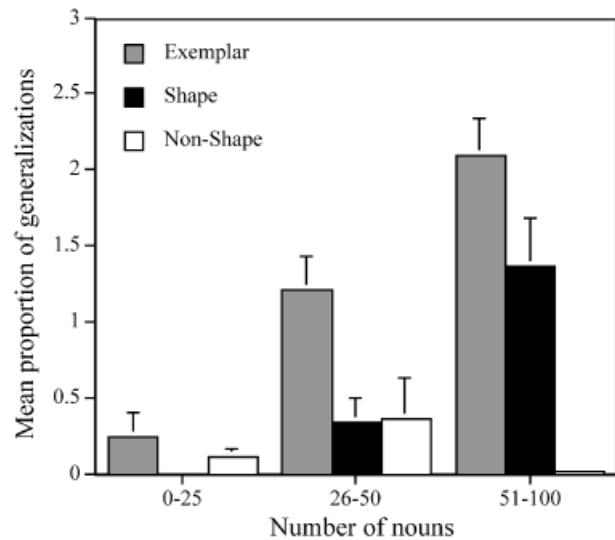 3
2.5
2
1.5
1
0.5
0
Mean proportion of generalizations
Exemplar
Shape
Non-Shape
0-25 26-50 51-100
Number of nouns